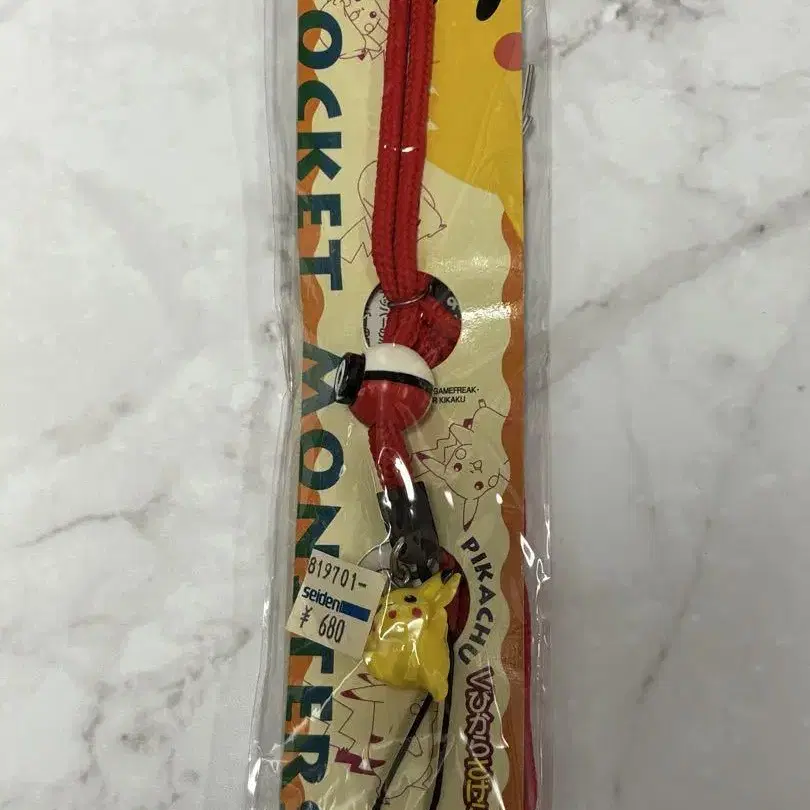 OCKET MONSTER
GAMEFREAK・
R KIKAKU
PIKACHU
819701-
seiden
¥ 680